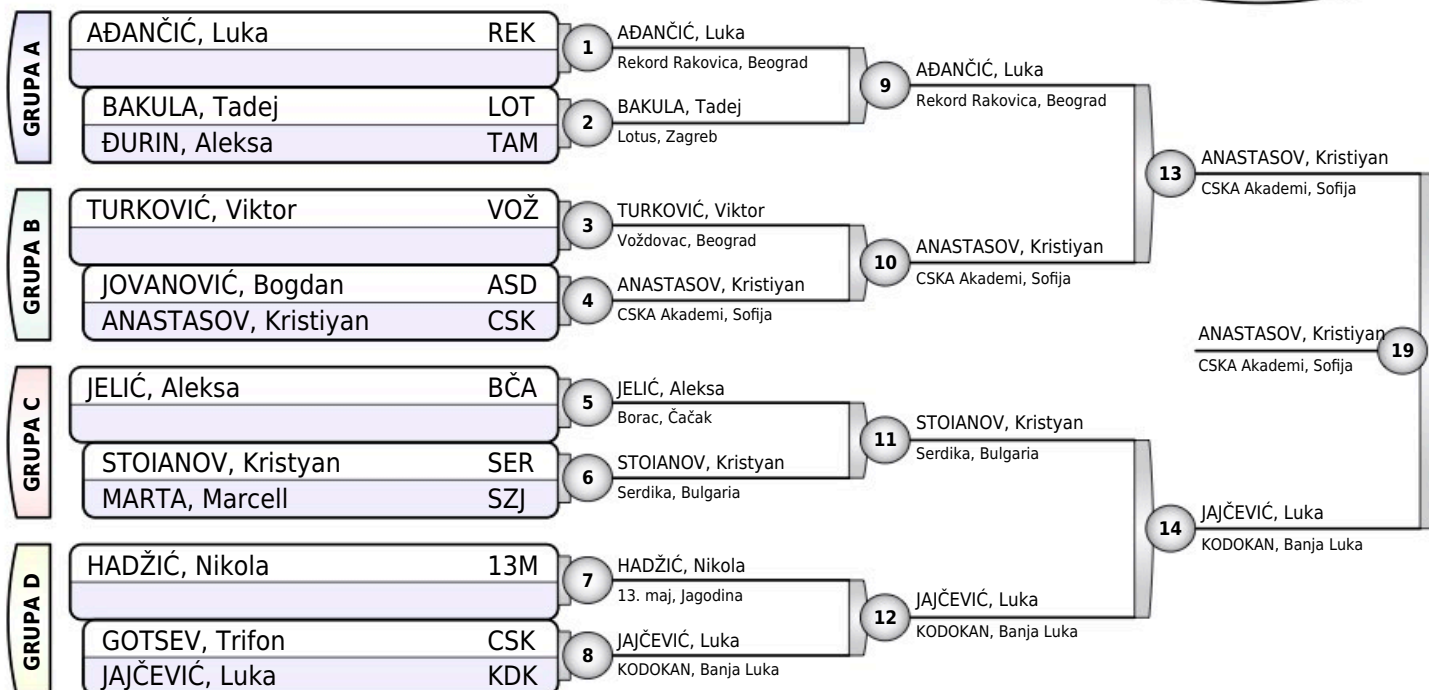 GRUPA A
AĐANČIĆ, Luka REK
BAKULA, Tadej LOT
ĐURIN, Aleksa TAM
1
AĐANČIĆ, Luka
Rekord Rakovica, Beograd
2
BAKULA, Tadej
Lotus, Zagreb
9
AĐANČIĆ, Luka
Rekord Rakovica, Beograd
GRUPA B
TURKOVIĆ, Viktor VOŽ
JOVANOVIĆ, Bogdan ASD
ANASTASOV, Kristiyan CSK
3
TURKOVIĆ, Viktor
Voždovac, Beograd
4
ANASTASOV, Kristiyan
CSKA Akademi, Sofija
10
ANASTASOV, Kristiyan
CSKA Akademi, Sofija
13
ANASTASOV, Kristiyan
CSKA Akademi, Sofija
GRUPA C
JELIĆ, Aleksa BČA
STOIANOV, Kristyan SER
MARTA, Marcell SZJ
5
JELIĆ, Aleksa
Borac, Čačak
6
STOIANOV, Kristyan
Serdika, Bulgaria
11
STOIANOV, Kristyan
Serdika, Bulgaria
GRUPA D
HADŽIĆ, Nikola 13M
GOTSEV, Trifon CSK
JAJČEVIĆ, Luka KDK
7
HADŽIĆ, Nikola
13. maj, Jagodina
8
JAJČEVIĆ, Luka
KODOKAN, Banja Luka
12
JAJČEVIĆ, Luka
KODOKAN, Banja Luka
14
JAJČEVIĆ, Luka
KODOKAN, Banja Luka
ANASTASOV, Kristiyan
CSKA Akademi, Sofija
19